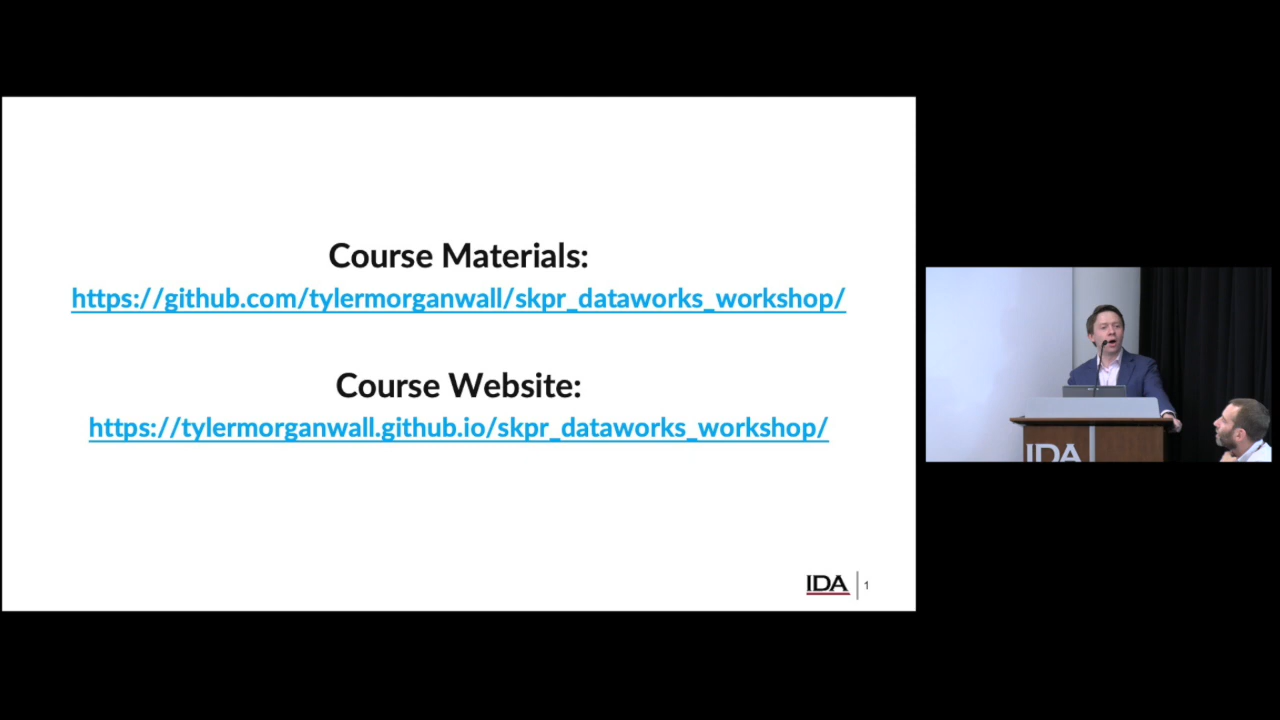 Course Materials:
https://github.com/tylermorganwall/skpr_dataworks_workshop/
Course Website:
https://tylermorganwall.github.io/skpr_dataworks_workshop/
IDA 1
IDA